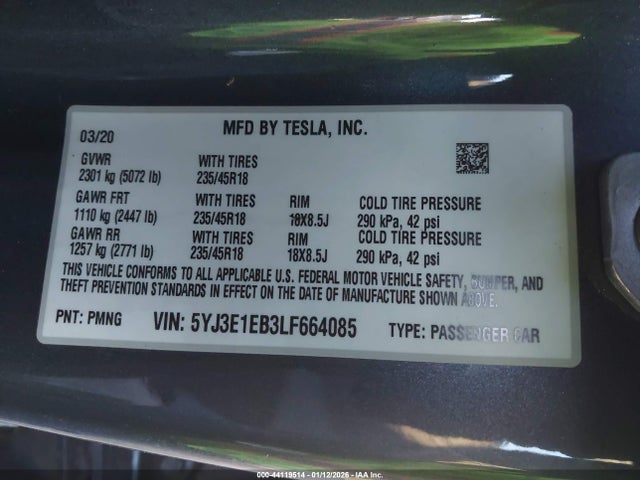 MFD BY TESLA, INC.
03/20
GVWR WITH TIRES
2301 kg (5072 lb) 235/45R18
GAWR FRT WITH TIRES RIM COLD TIRE PRESSURE
1110 kg (2447 lb) 235/45R18 18X8.5J 290 kPa, 42 psi
GAWR RR WITH TIRES RIM COLD TIRE PRESSURE
1257 kg (2771 lb) 235/45R18 18X8.5J 290 kPa, 42 psi
THIS VEHICLE CONFORMS TO ALL APPLICABLE U.S. FEDERAL MOTOR VEHICLE SAFETY, BUMPER, AND
THEFT PREVENTION STANDARDS IN EFFECT ON THE DATE OF MANUFACTURE SHOWN ABOVE.
PNT: PMNG VIN: 5YJ3E1EB3LF664085 TYPE: PASSENGER CAR
000-44119514 - 01/12/2026 - IAA Inc.